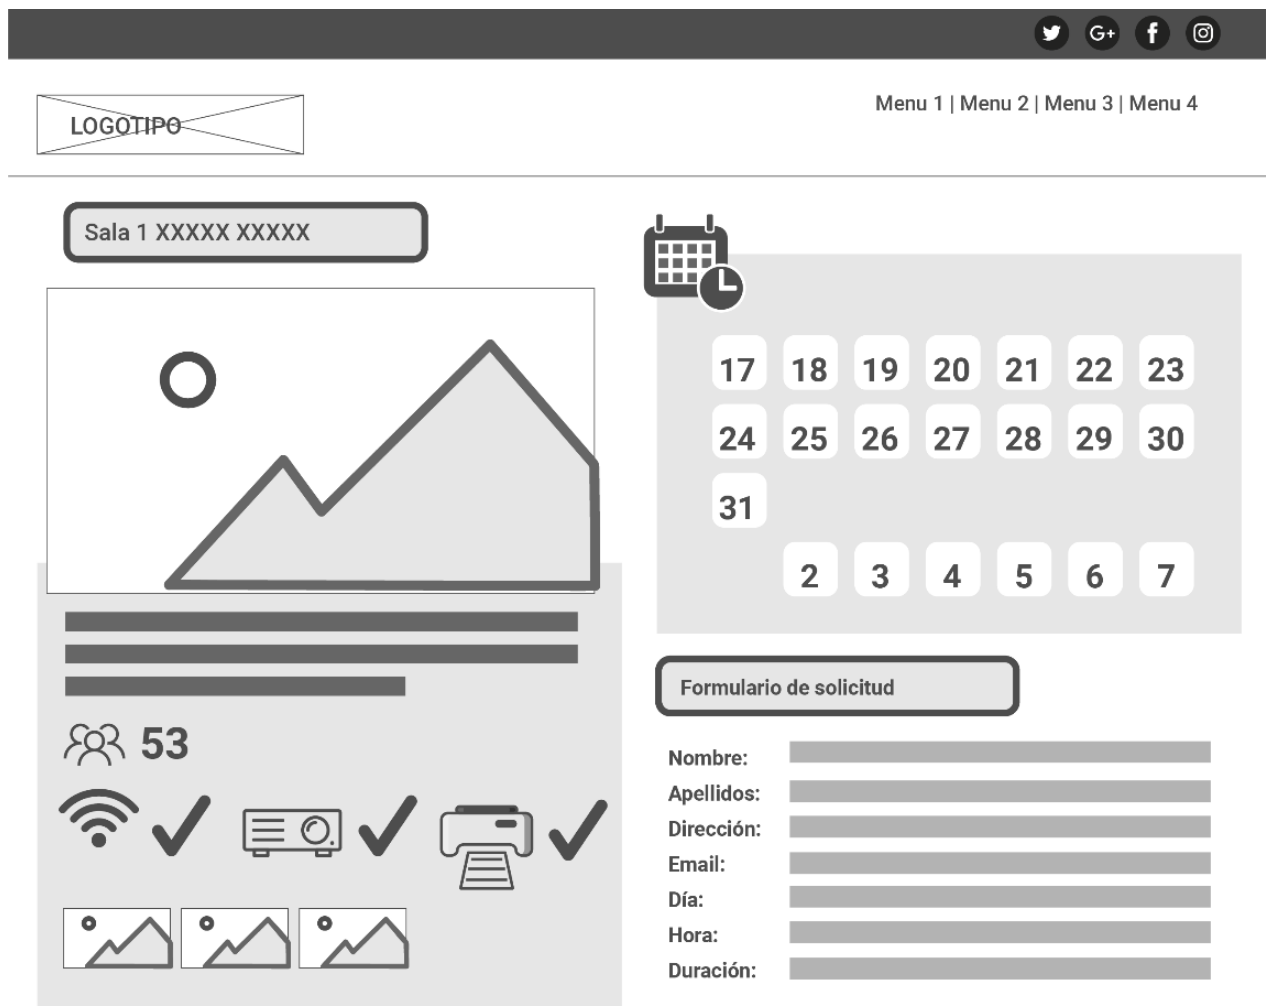 G+ f
Menu 1 | Menu 2 | Menu 3 | Menu 4
LOGOTIPO
Sala 1 XXXXX XXXXX
17 18 19 20 21 22 23
24 25 26 27 28 29 30
31
2 3 4 5 6 7
53
Formulario de solicitud
Nombre:
Apellidos:
Dirección:
Email:
Día:
Hora:
Duración: